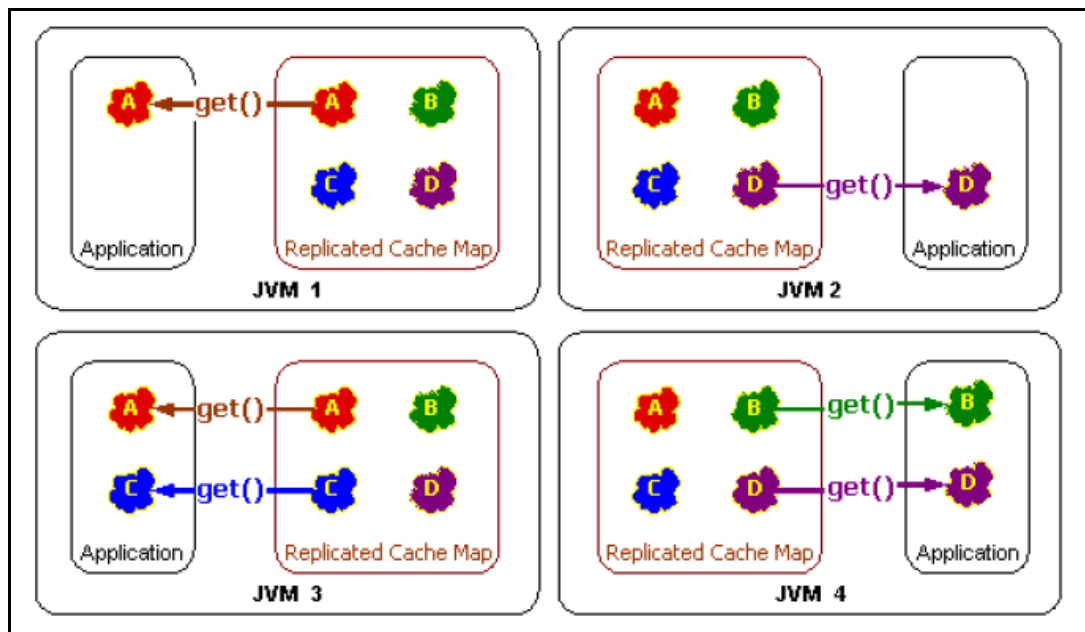 A get() A B
C D
Application Replicated Cache Map
JVM 1
A B
C D get() D
Replicated Cache Map Application
JVM 2
A get() A B
C get() C D
Application Replicated Cache Map
JVM 3
A B get() B
C D get() D
Replicated Cache Map Application
JVM 4